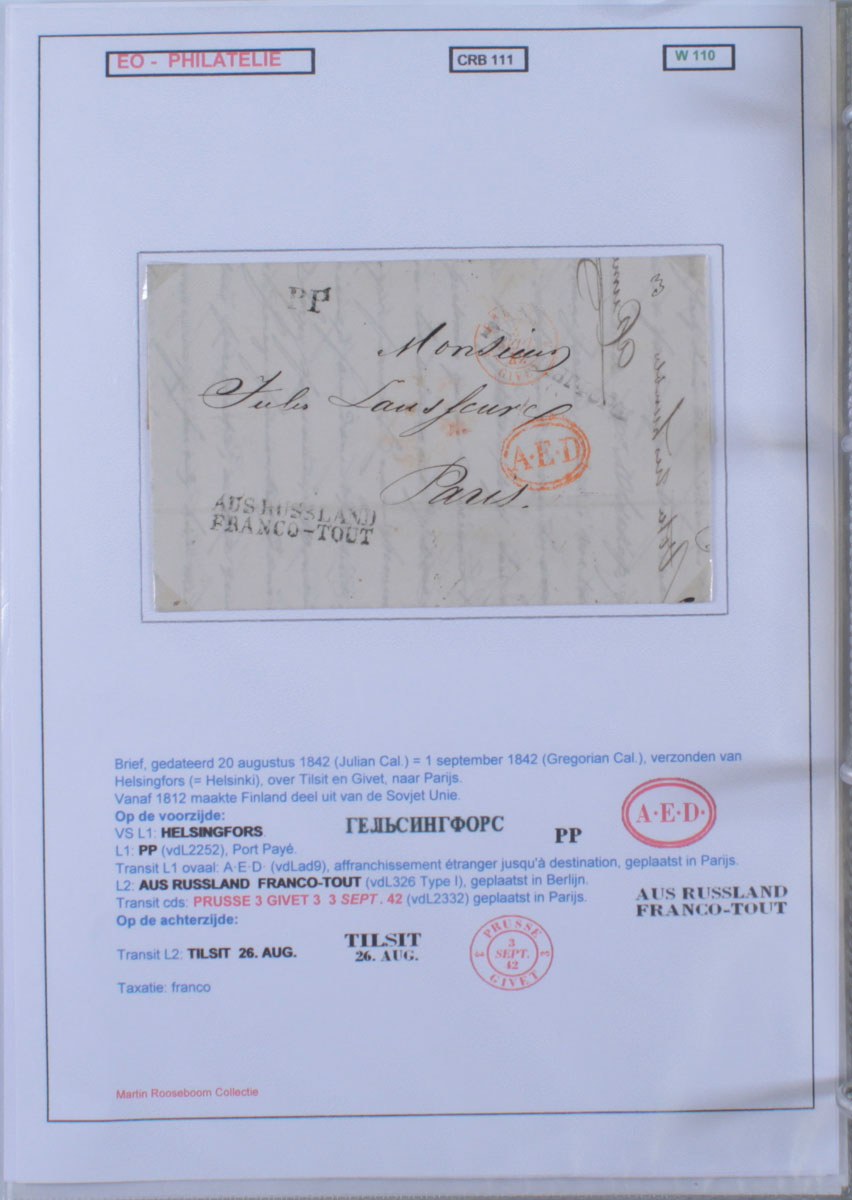 EO - PHILATELIE
CRB 111
W 110
PP
Monsieur
Jules
A·E·D
Paris.
AUS RUSSLAND
FRANCO-TOUT
Brief, gedateerd 20 augustus 1842 (Julian Cal.) = 1 september 1842 (Gregorian Cal.), verzonden van
Helsingfors (= Helsinki), over Tilsit en Givet, naar Parijs.
Vanaf 1812 maakte Finland deel uit van de Sovjet Unie.
Op de voorzijde:
VS L1: HELSINGFORS
ГЕЛЬСИНГФОРС
PP
A·E·D·
L1: PP (vdL2252), Port Payé.
Transit L1 ovaal: A·E·D· (vdLad9), affranchissement étranger jusqu'à destination, geplaatst in Parijs.
L2: AUS RUSSLAND FRANCO-TOUT (vdL326 Type I), geplaatst in Berlijn.
Transit cds: PRUSSE 3 GIVET 3 3 SEPT. 42 (vdL2332) geplaatst in Parijs.
AUS RUSSLAND
FRANCO-TOUT
Op de achterzijde:
Transit L2: TILSIT 26. AUG.
TILSIT
26. AUG.
PRUSSE
3
3 SEPT. 42
3
GIVET
Taxatie: franco
Martin Rooseboom Collectie